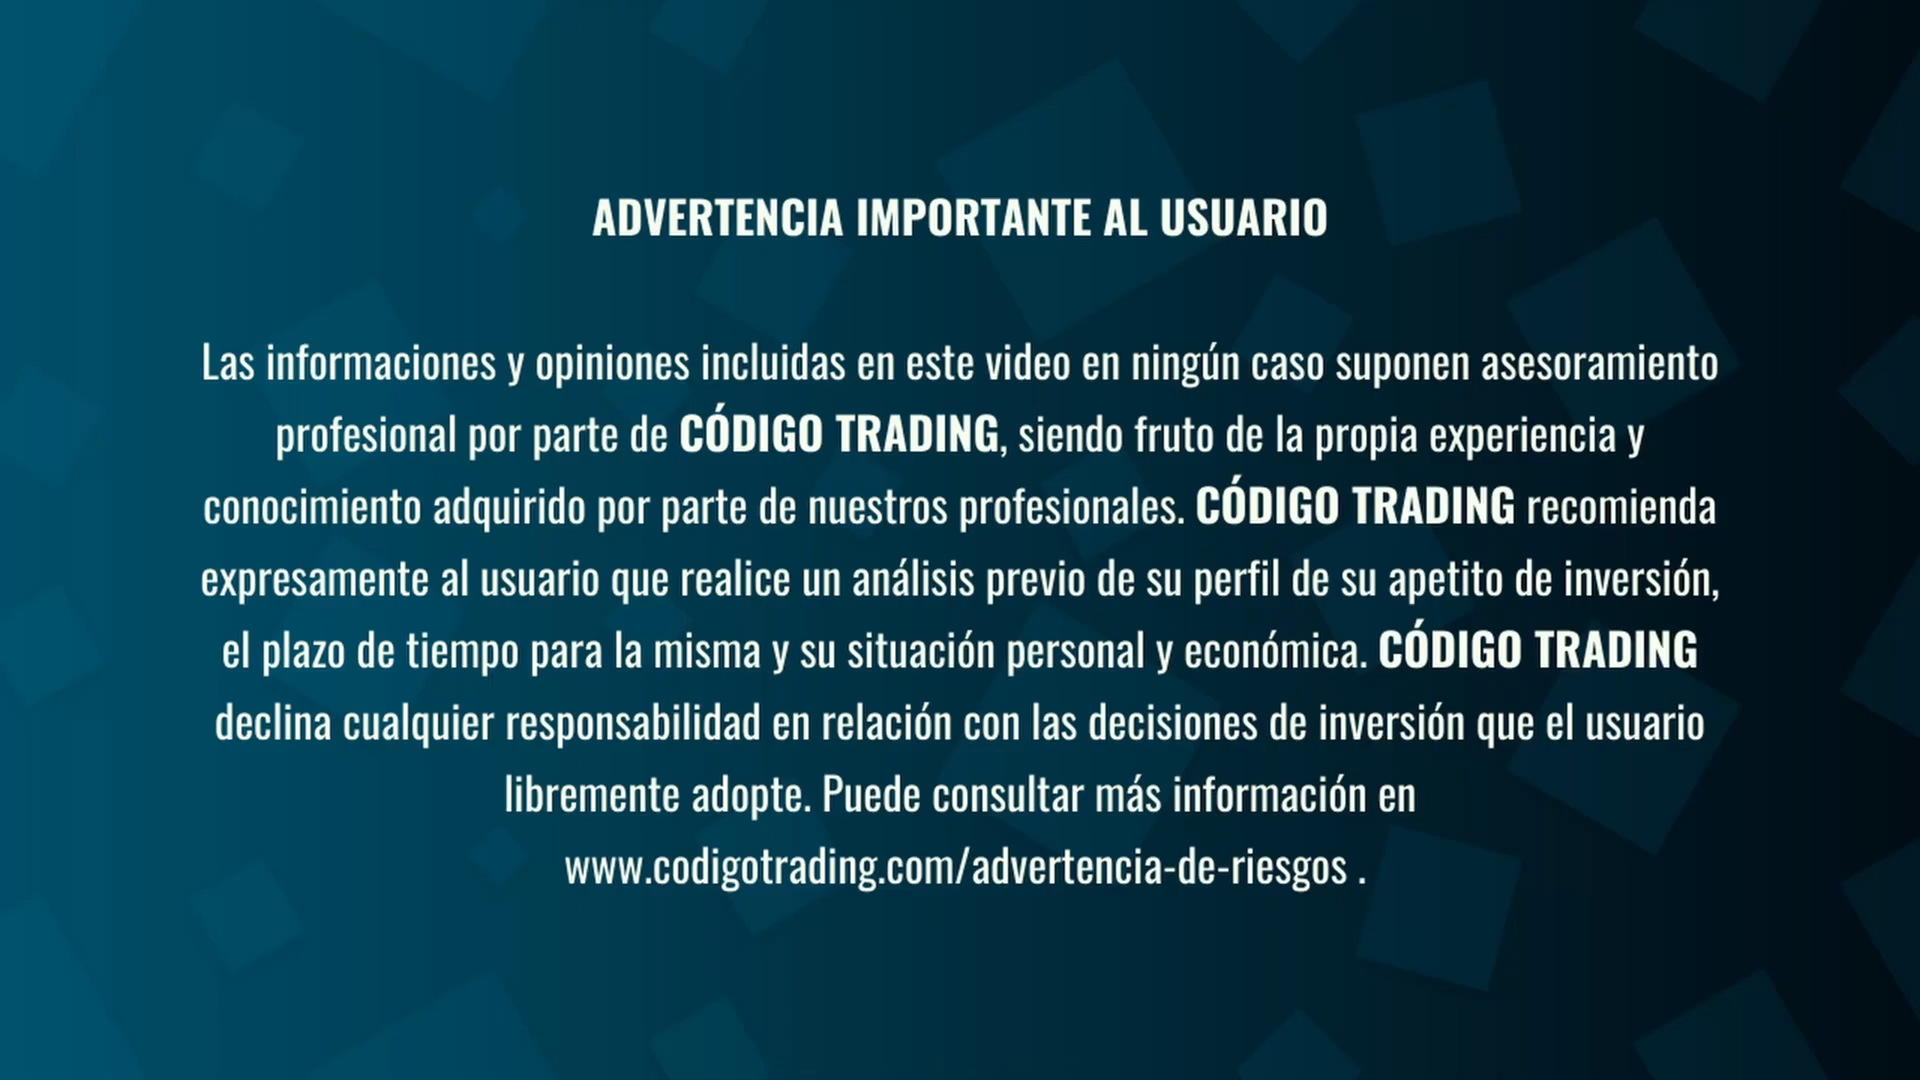 ADVERTENCIA IMPORTANTE AL USUARIO
Las informaciones y opiniones incluidas en este video en ningún caso suponen asesoramiento
profesional por parte de CÓDIGO TRADING, siendo fruto de la propia experiencia y
conocimiento adquirido por parte de nuestros profesionales. CÓDIGO TRADING recomienda
expresamente al usuario que realice un análisis previo de su perfil de su apetito de inversión,
el plazo de tiempo para la misma y su situación personal y económica. CÓDIGO TRADING
declina cualquier responsabilidad en relación con las decisiones de inversión que el usuario
libremente adopte. Puede consultar más información en
www.codigotrading.com/advertencia-de-riesgos .